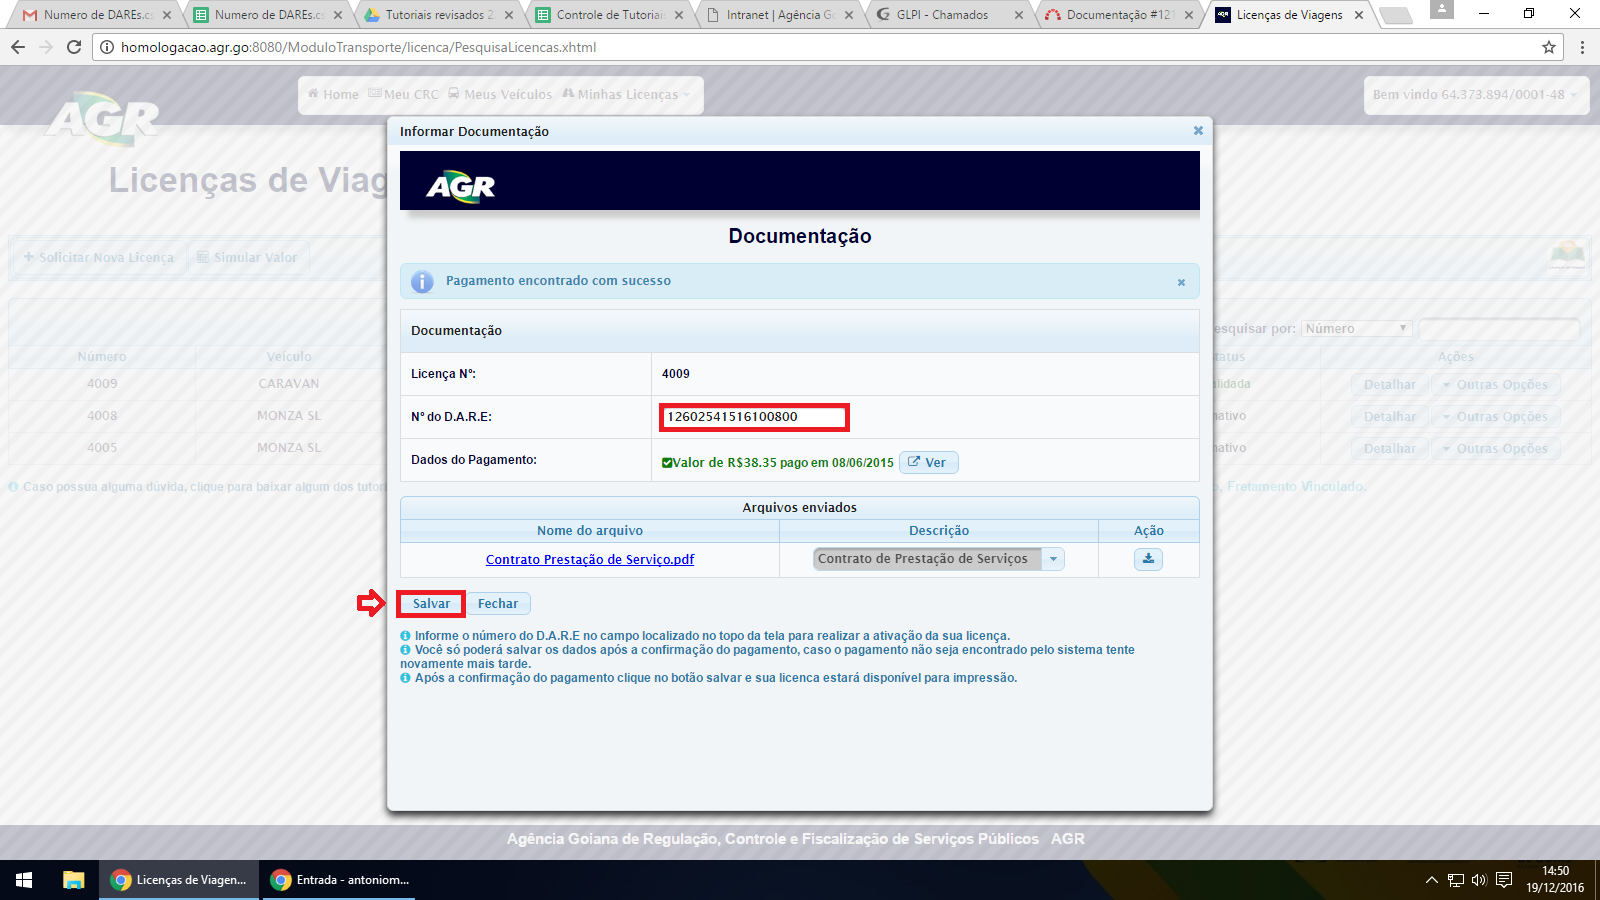 Numero de DAREs.cs
Numero de DAREs.cs
Tutoriais revisados 2
Controle de Tutoriai
Intranet | Agência Go
GLPI - Chamados
Documentação #121
Licenças de Viagens
homologacao.agr.go:8080/ModuloTransporte/licenca/PesquisaLicencas.xhtml
AGR
Home
Meu CRC
Meus Veículos
Minhas Licenças
Bem vindo 64.373.894/0001-48
Licenças de Viag
Solicitar Nova Licença
Simular Valor
esquisar por:
Número
Número
Veículo
tatus
Ações
4009
CARAVAN
alidada
Detalhar
Outras Opções
4008
MONZA SL
nativo
Detalhar
Outras Opções
4005
MONZA SL
nativo
Detalhar
Outras Opções
Caso possua alguma dúvida, clique para baixar algum dos tutor
o, Fretamento Vinculado.
Informar Documentação
AGR
Documentação
Pagamento encontrado com sucesso
Documentação
Licença Nº:
4009
Nº do D.A.R.E:
12602541516100800
Dados do Pagamento:
Valor de R$38.35 pago em 08/06/2015
Ver
Arquivos enviados
Nome do arquivo
Descrição
Ação
Contrato Prestação de Serviço.pdf
Contrato de Prestação de Serviços
Salvar
Fechar
Informe o número do D.A.R.E no campo localizado no topo da tela para realizar a ativação da sua licença.
Você só poderá salvar os dados após a confirmação do pagamento, caso o pagamento não seja encontrado pelo sistema tente
novamente mais tarde.
Após a confirmação do pagamento clique no botão salvar e sua licenca estará disponível para impressão.
Agência Goiana de Regulação, Controle e Fiscalização de Serviços Públicos AGR
Licenças de Viagen...
Entrada - antoniom...
14:50
19/12/2016